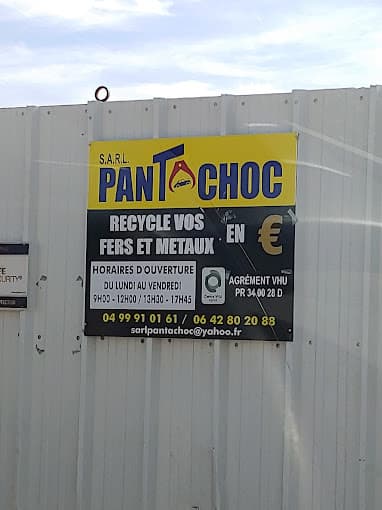 S.A.R.L.
PANTACHOC
RECYCLE VOS
FERS ET METAUX
EN €
HORAIRES D'OUVERTURE
DU LUNDI AU VENDREDI
9H00 - 12H00 / 13H30 - 17H45
AGRÉMENT VHU
PR 34 00 28 D
04 99 91 01 61 / 06 42 80 20 88
sarlpantachoc@yahoo.fr